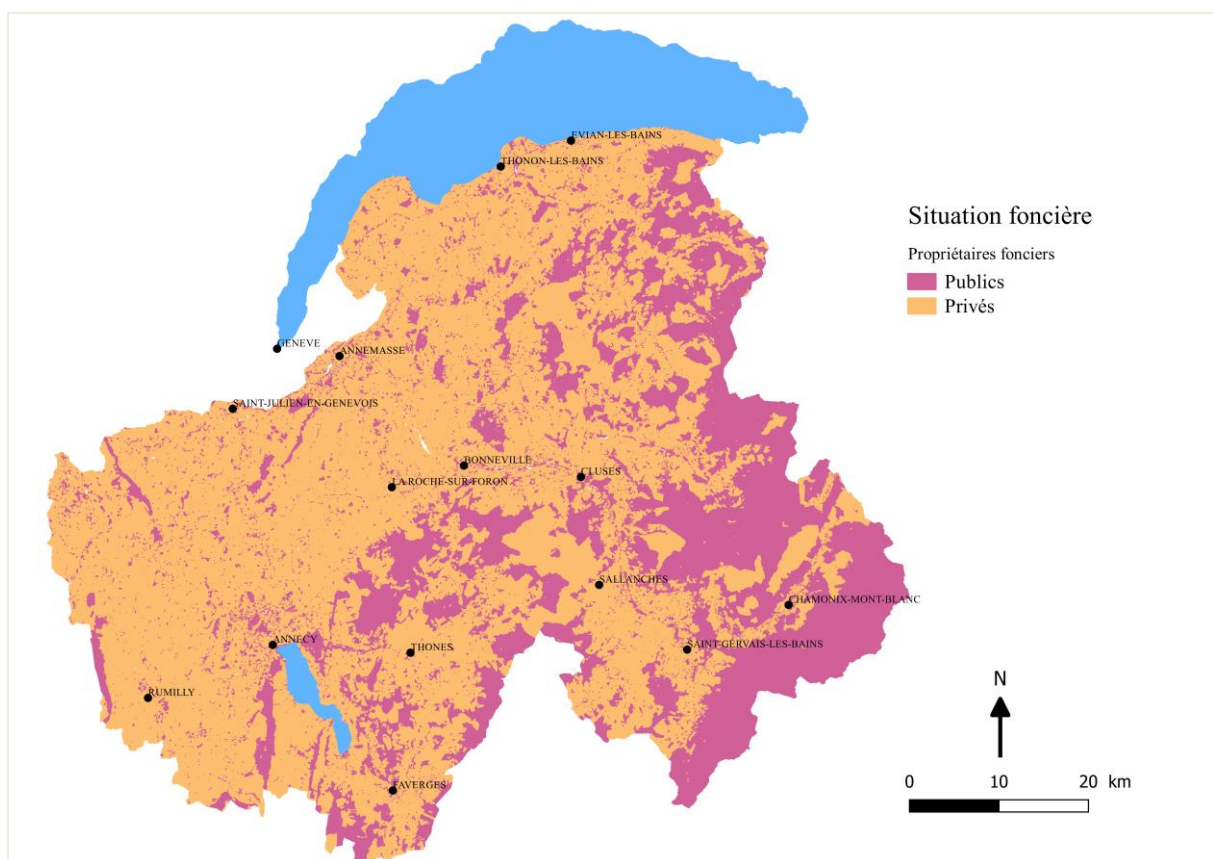 EVIAN-LES-BAINS
THONON-LES-BAINS
Situation foncière
Propriétaires fonciers
Publics
Privés
GENEVE
ANNEMASSE
SAINT-JULIEN-EN-GENEVOIS
BONNEVILLE
CLUSES
LA ROCHE-SUR-FORON
SALLANCHES
CHAMONIX-MONT-BLANC
ANNECY
THONES
SAINT-GERVAIS-LES-BAINS
RUMILLY
FAVERGES
N
0 10 20 km